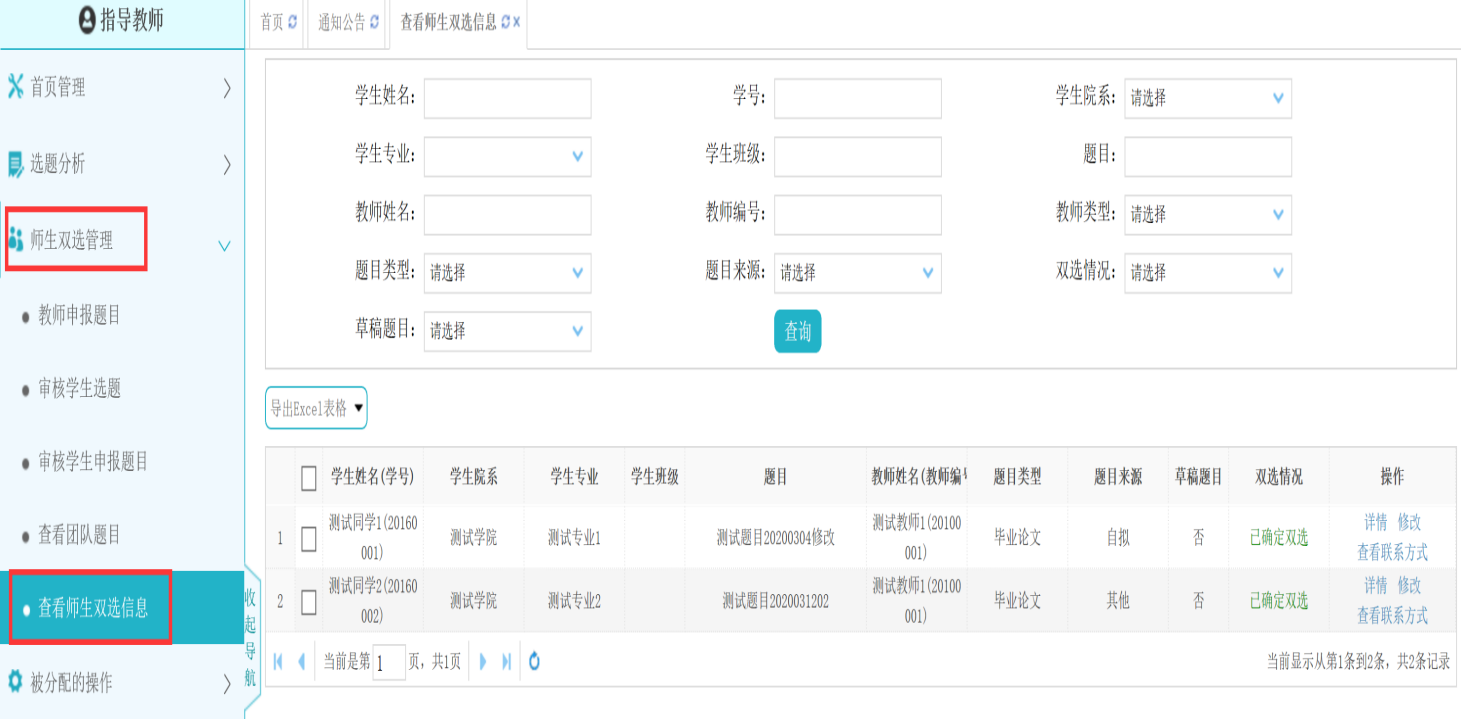 指导教师
首页 通知公告 查看师生双选信息
首页管理
选题分析
师生双选管理
教师申报题目
审核学生选题
审核学生申报题目
查看团队题目
查看师生双选信息
被分配的操作
收起导航
学生姓名： 学号： 学生院系： 请选择
学生专业： 学生班级： 题目：
教师姓名： 教师编号： 教师类型： 请选择
题目类型： 请选择 题目来源： 请选择 双选情况： 请选择
草稿题目： 请选择 查询
导出Excel表格
学生姓名(学号) 学生院系 学生专业 学生班级 题目 教师姓名(教师编号 题目类型 题目来源 草稿题目 双选情况 操作
1 测试同学1(20160001) 测试学院 测试专业1 测试题目20200304修改 测试教师1(20100001) 毕业论文 自拟 否 已确定双选 详情 修改 查看联系方式
2 测试同学2(20160002) 测试学院 测试专业2 测试题目2020031202 测试教师1(20100001) 毕业论文 其他 否 已确定双选 详情 修改 查看联系方式
当前是第 1 页，共1页 当前显示从第1条到2条，共2条记录